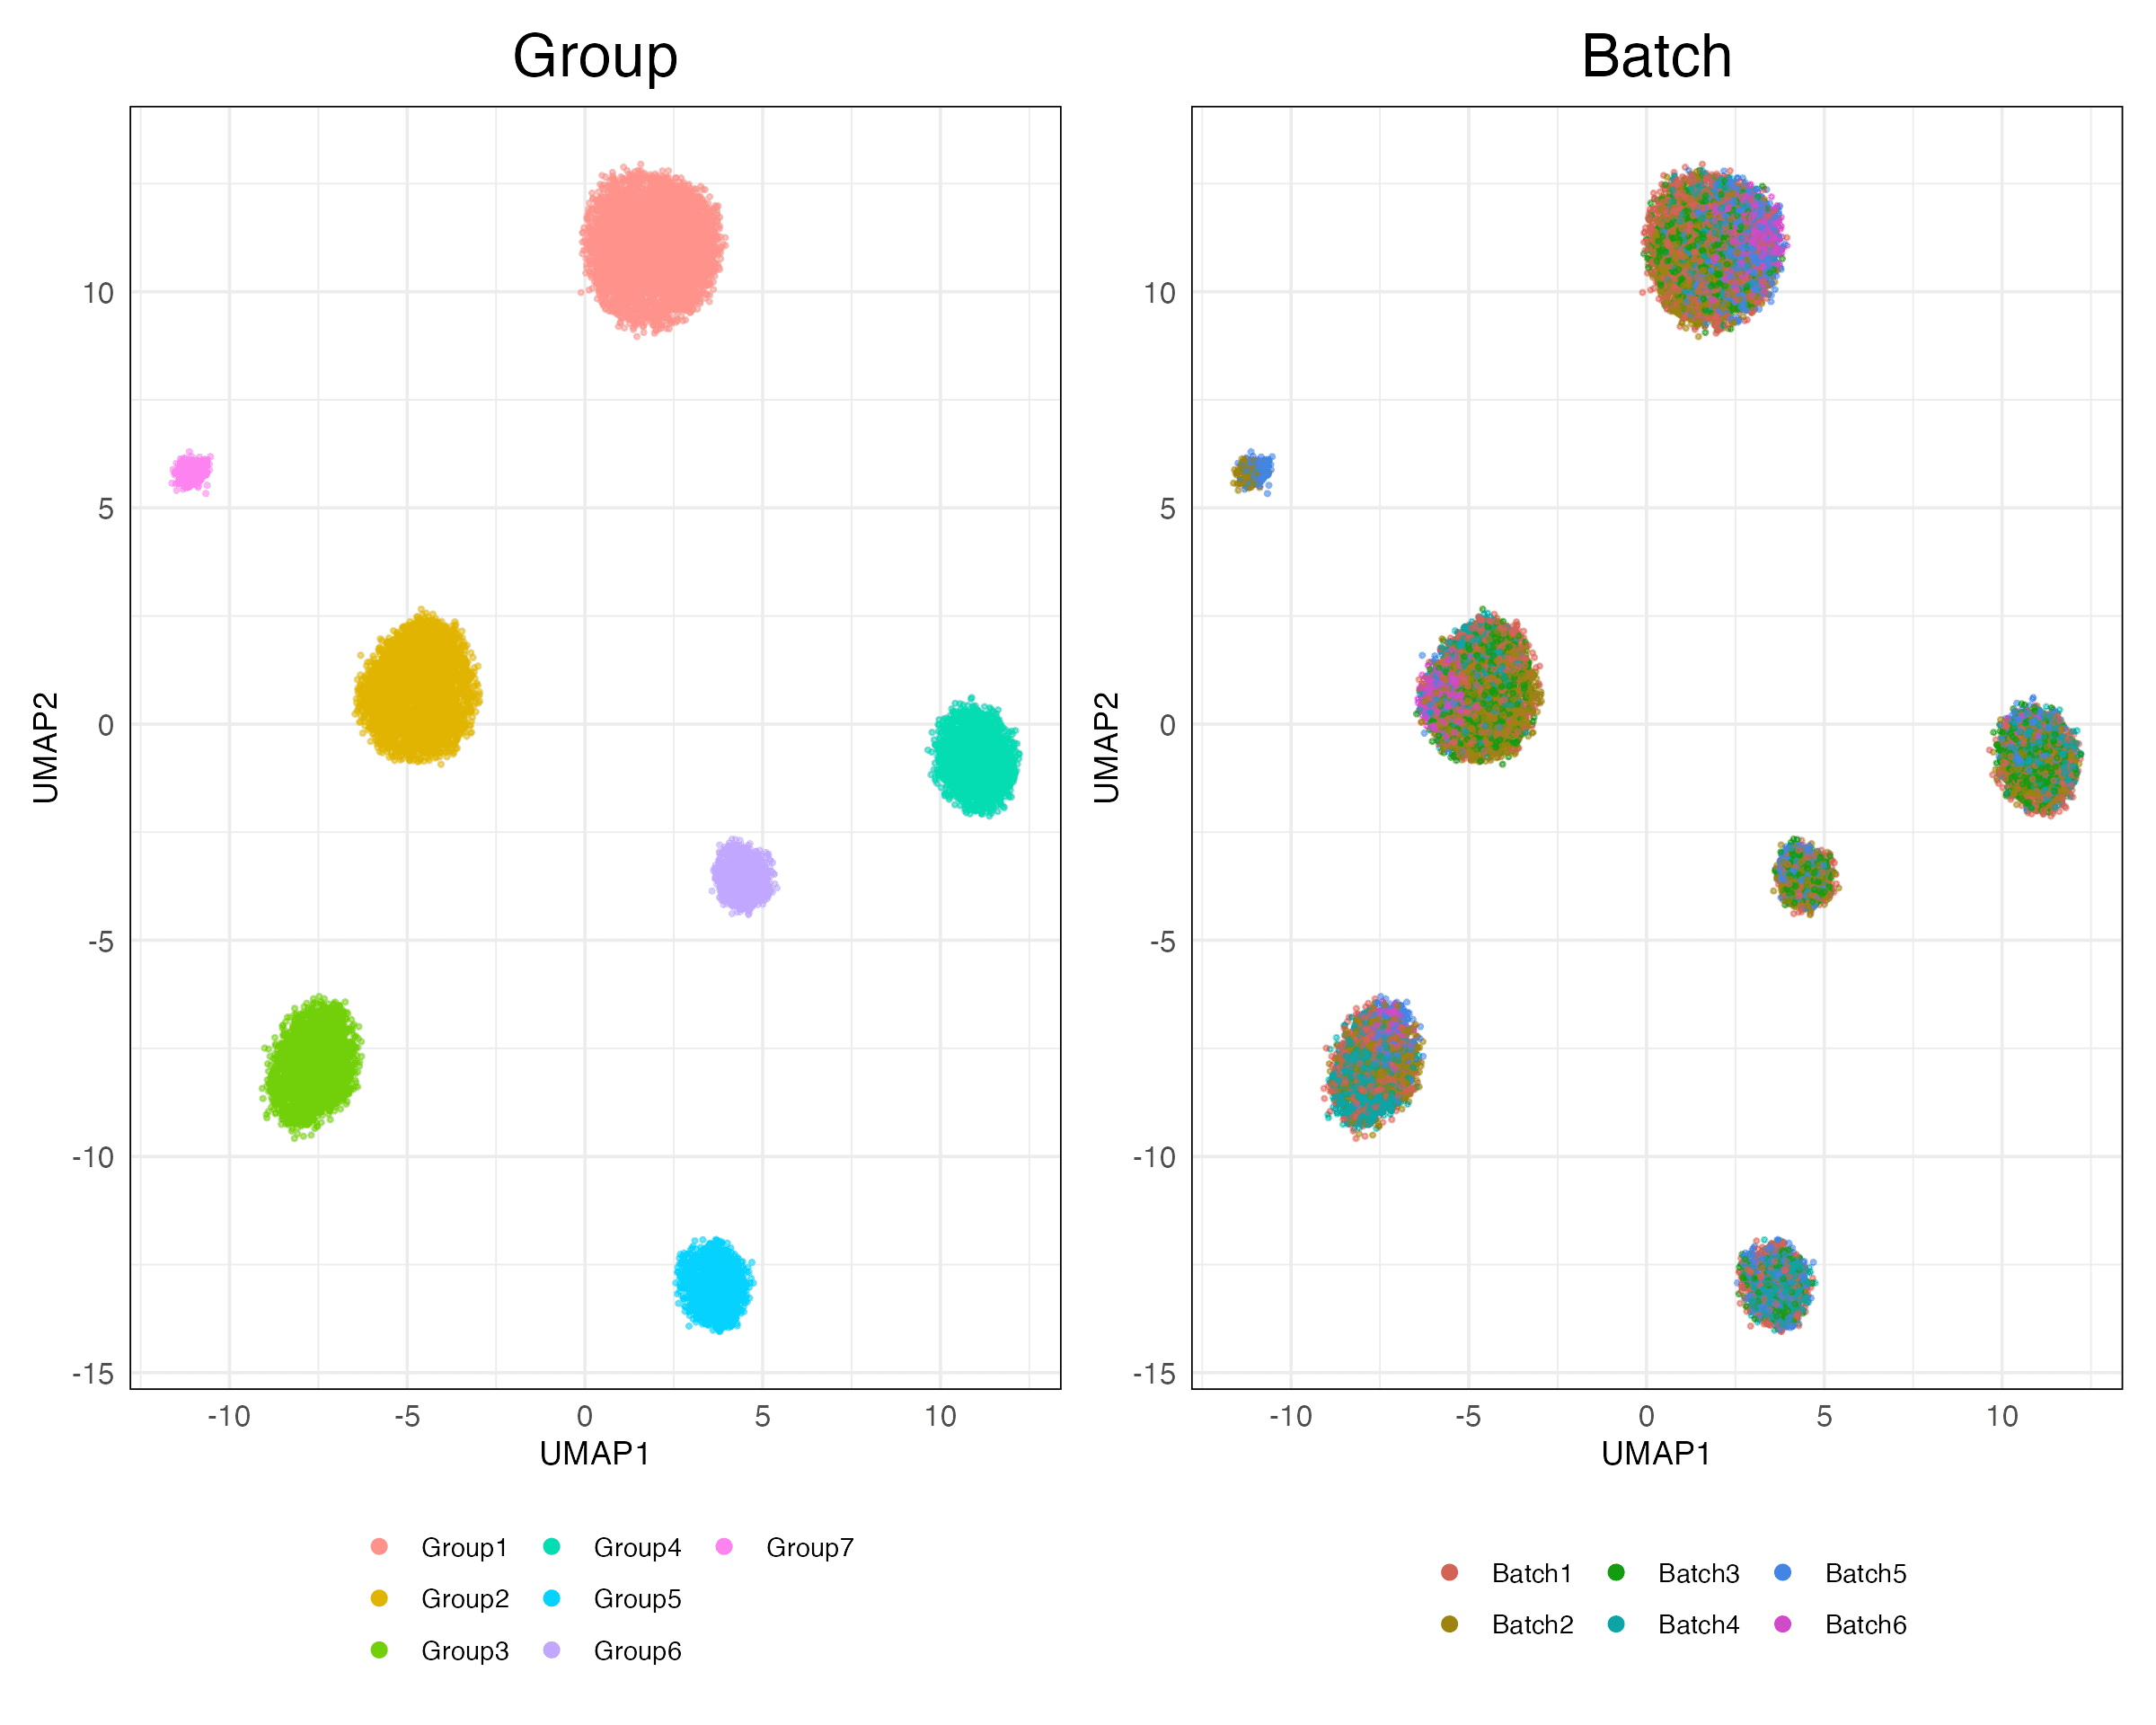 Group
Batch
UMAP2
10
5
0
-5
-10
-15
-10 -5 0 5 10
UMAP1
Group1 Group4 Group7
Group2 Group5
Group3 Group6
UMAP2
10
5
0
-5
-10
-15
-10 -5 0 5 10
UMAP1
Batch1 Batch3 Batch5
Batch2 Batch4 Batch6